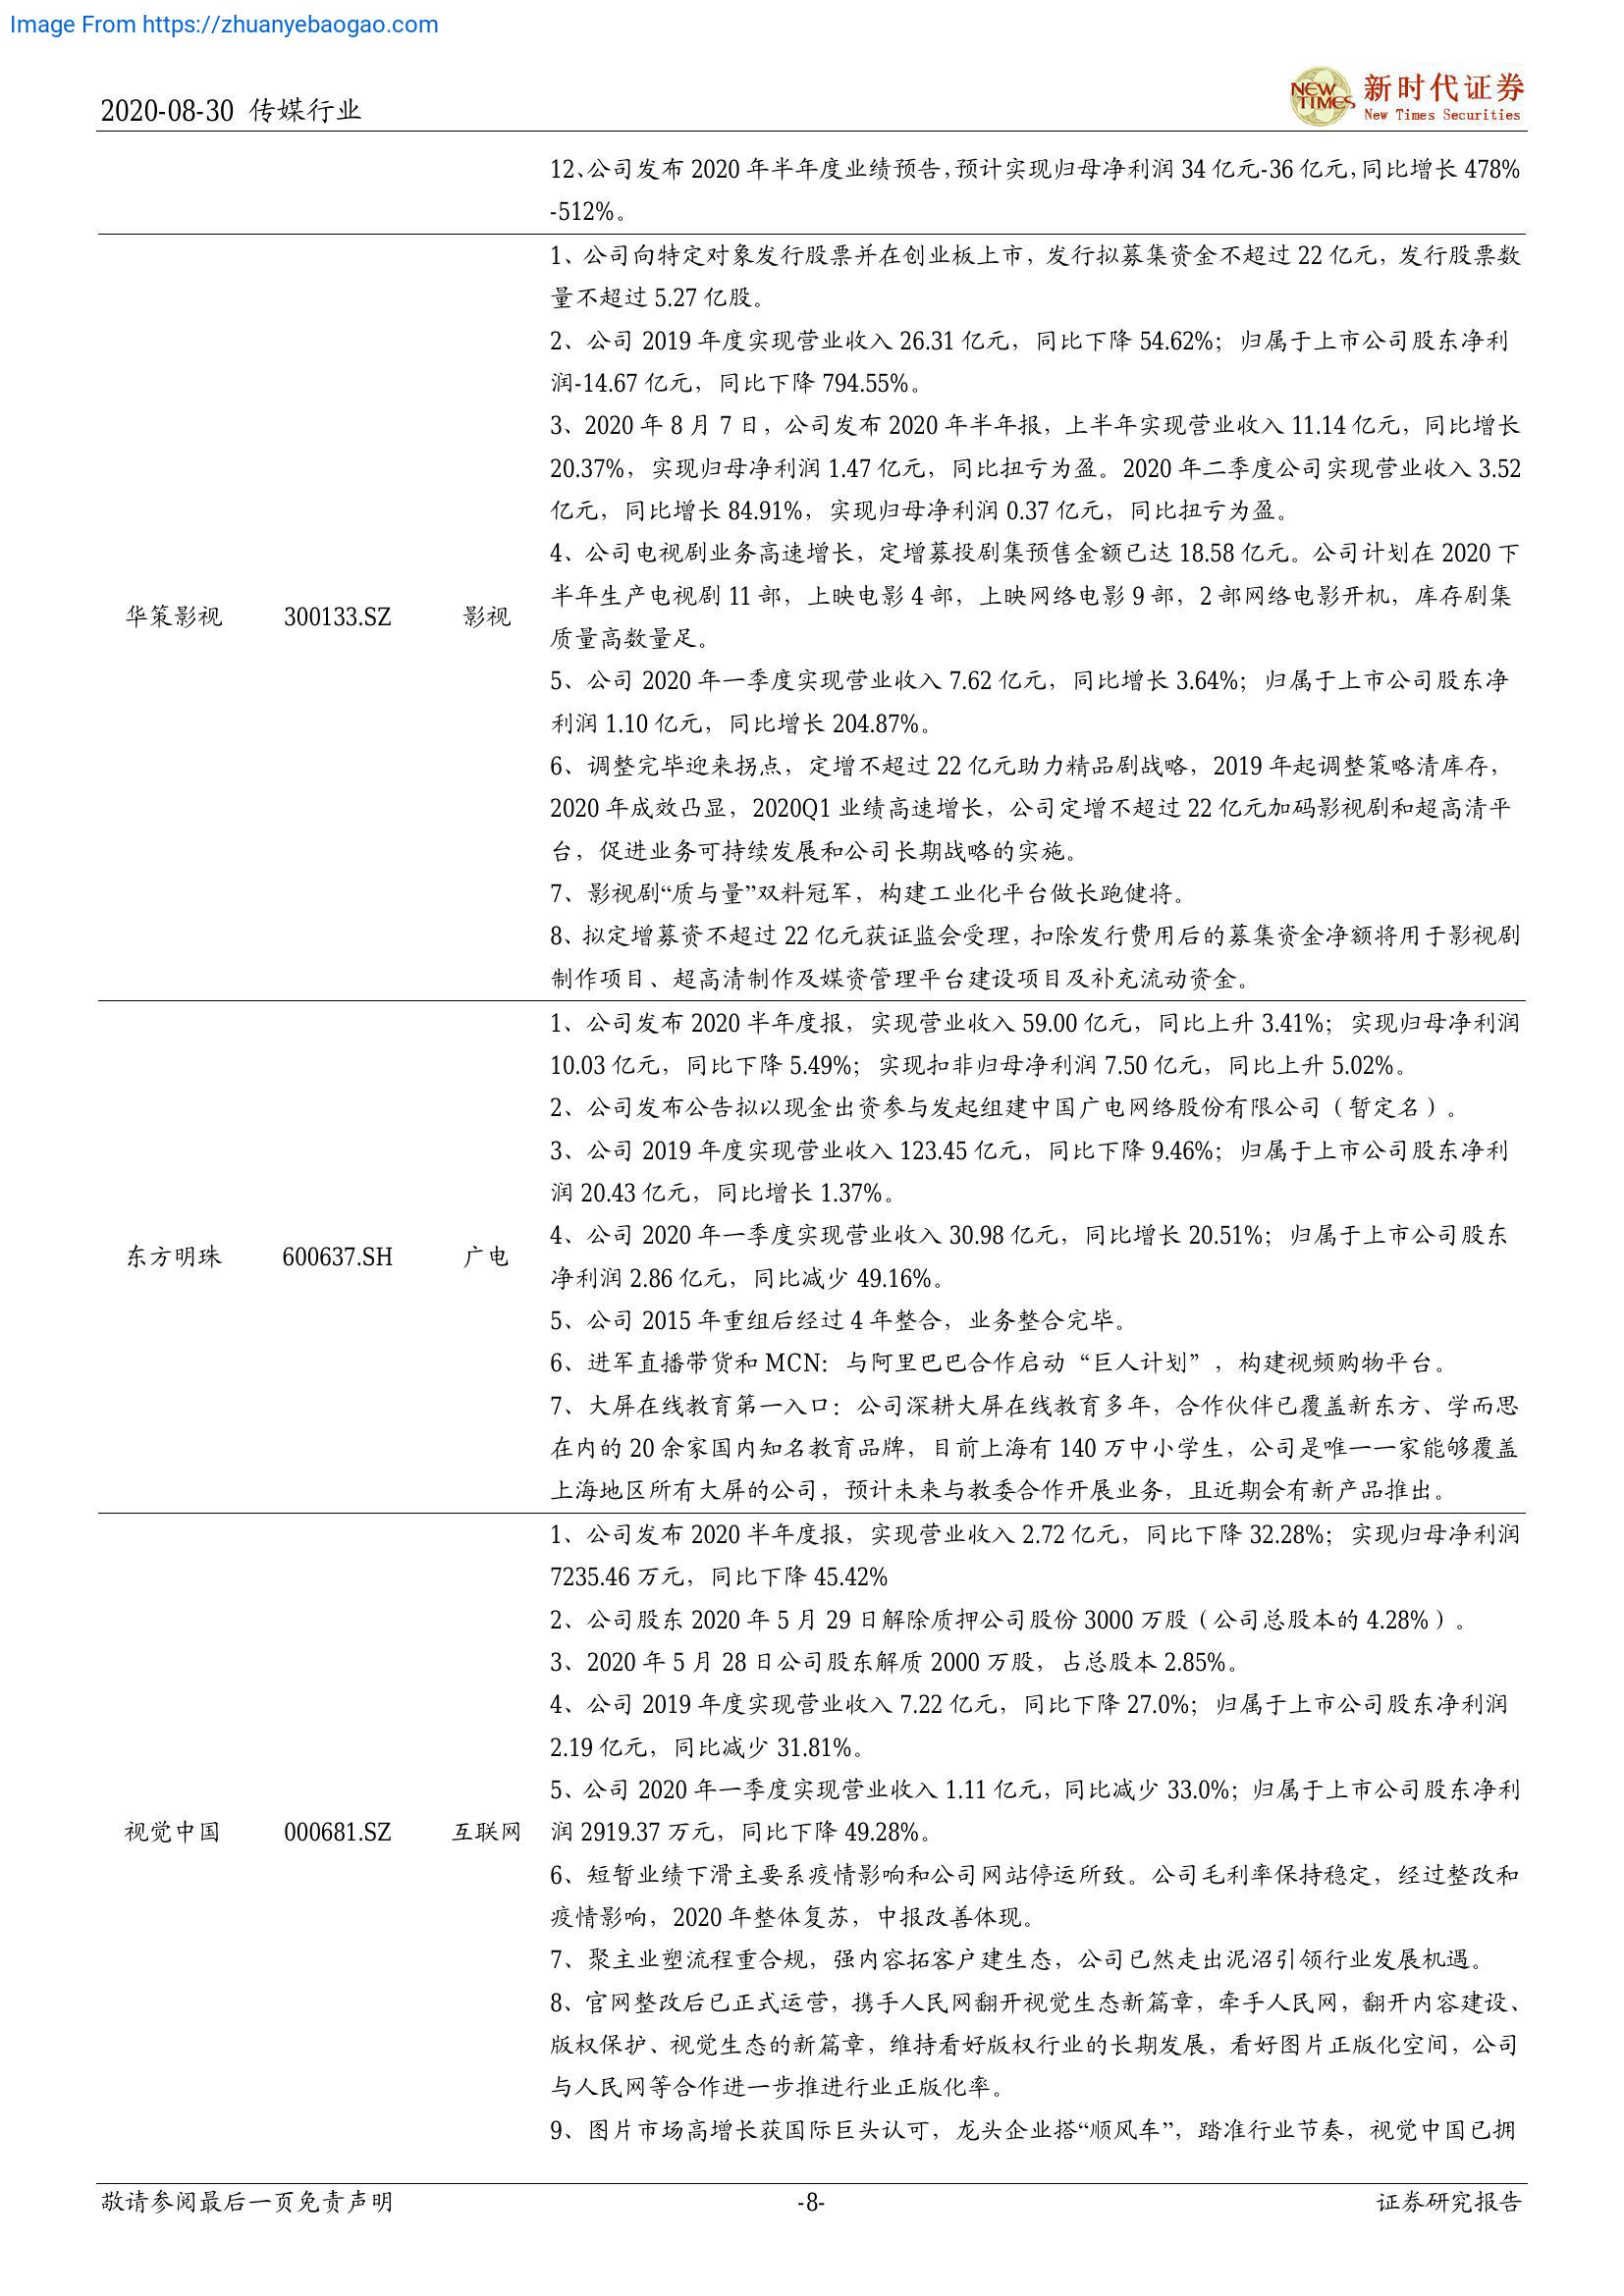 Image From https://zhuanyebaogao.com
2020-08-30 传媒行业
NEW TIMES
新时代证券
New Times Securities
12、公司发布 2020 年半年度业绩预告，预计实现归母净利润 34 亿元-36 亿元，同比增长 478%
-512%。
1、公司向特定对象发行股票并在创业板上市，发行拟募集资金不超过 22 亿元，发行股票数
量不超过 5.27 亿股。
2、公司 2019 年度实现营业收入 26.31 亿元，同比下降 54.62%；归属于上市公司股东净利
润-14.67 亿元，同比下降 794.55%。
3、2020 年 8 月 7 日，公司发布 2020 年半年报，上半年实现营业收入 11.14 亿元，同比增长
20.37%，实现归母净利润 1.47 亿元，同比扭亏为盈。2020 年二季度公司实现营业收入 3.52
亿元，同比增长 84.91%，实现归母净利润 0.37 亿元，同比扭亏为盈。
4、公司电视剧业务高速增长，定增募投剧集预售金额已达 18.58 亿元。公司计划在 2020 下
半年生产电视剧 11 部，上映电影 4 部，上映网络电影 9 部，2 部网络电影开机，库存剧集
华策影视 300133.SZ 影视
质量高数量足。
5、公司 2020 年一季度实现营业收入 7.62 亿元，同比增长 3.64%；归属于上市公司股东净
利润 1.10 亿元，同比增长 204.87%。
6、调整完毕迎来拐点，定增不超过 22 亿元助力精品剧战略，2019 年起调整策略清库存，
2020 年成效凸显，2020Q1 业绩高速增长，公司定增不超过 22 亿元加码影视剧和超高清平
台，促进业务可持续发展和公司长期战略的实施。
7、影视剧“质与量”双料冠军，构建工业化平台做长跑健将。
8、拟定增募资不超过 22 亿元获证监会受理，扣除发行费用后的募集资金净额将用于影视剧
制作项目、超高清制作及媒资管理平台建设项目及补充流动资金。
1、公司发布 2020 半年度报，实现营业收入 59.00 亿元，同比上升 3.41%；实现归母净利润
10.03 亿元，同比下降 5.49%；实现扣非归母净利润 7.50 亿元，同比上升 5.02%。
2、公司发布公告拟以现金出资参与发起组建中国广电网络股份有限公司（暂定名）。
3、公司 2019 年度实现营业收入 123.45 亿元，同比下降 9.46%；归属于上市公司股东净利
润 20.43 亿元，同比增长 1.37%。
4、公司 2020 年一季度实现营业收入 30.98 亿元，同比增长 20.51%；归属于上市公司股东
东方明珠 600637.SH 广电
净利润 2.86 亿元，同比减少 49.16%。
5、公司 2015 年重组后经过 4 年整合，业务整合完毕。
6、进军直播带货和 MCN：与阿里巴巴合作启动“巨人计划”，构建视频购物平台。
7、大屏在线教育第一入口：公司深耕大屏在线教育多年，合作伙伴已覆盖新东方、学而思
在内的 20 余家国内知名教育品牌，目前上海有 140 万中小学生，公司是唯一一家能够覆盖
上海地区所有大屏的公司，预计未来与教委合作开展业务，且近期会有新产品推出。
1、公司发布 2020 半年度报，实现营业收入 2.72 亿元，同比下降 32.28%；实现归母净利润
7235.46 万元，同比下降 45.42%
2、公司股东 2020 年 5 月 29 日解除质押公司股份 3000 万股（公司总股本的 4.28%）。
3、2020 年 5 月 28 日公司股东解质 2000 万股，占总股本 2.85%。
4、公司 2019 年度实现营业收入 7.22 亿元，同比下降 27.0%；归属于上市公司股东净利润
2.19 亿元，同比减少 31.81%。
5、公司 2020 年一季度实现营业收入 1.11 亿元，同比减少 33.0%；归属于上市公司股东净利
视觉中国 000681.SZ 互联网
润 2919.37 万元，同比下降 49.28%。
6、短暂业绩下滑主要系疫情影响和公司网站停运所致。公司毛利率保持稳定，经过整改和
疫情影响，2020 年整体复苏，中报改善体现。
7、聚主业塑流程重合规，强内容拓客户建生态，公司已然走出泥沼引领行业发展机遇。
8、官网整改后已正式运营，携手人民网翻开视觉生态新篇章，牵手人民网，翻开内容建设、
版权保护、视觉生态的新篇章，维持看好版权行业的长期发展，看好图片正版化空间，公司
与人民网等合作进一步推进行业正版化率。
9、图片市场高增长获国际巨头认可，龙头企业搭“顺风车”，踏准行业节奏，视觉中国已拥
敬请参阅最后一页免责声明
-8-
证券研究报告